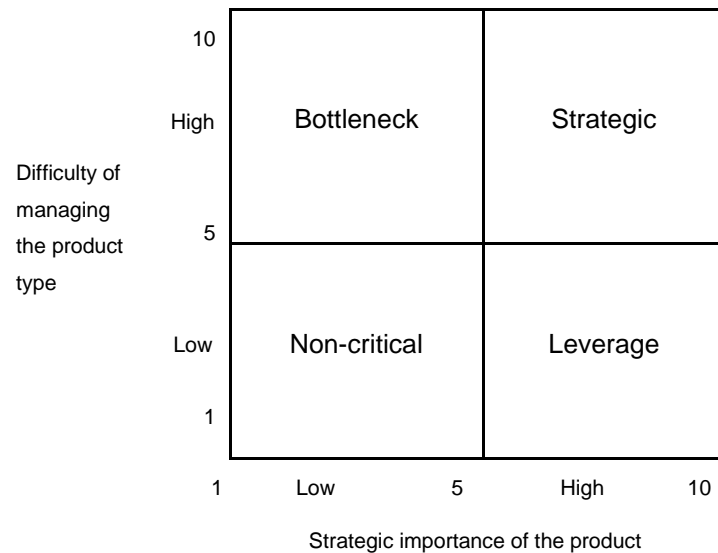 10
High
Bottleneck
Strategic
Difficulty of
managing
the product
type
5
Low
Non-critical
Leverage
1
1
Low
5
High
10
Strategic importance of the product